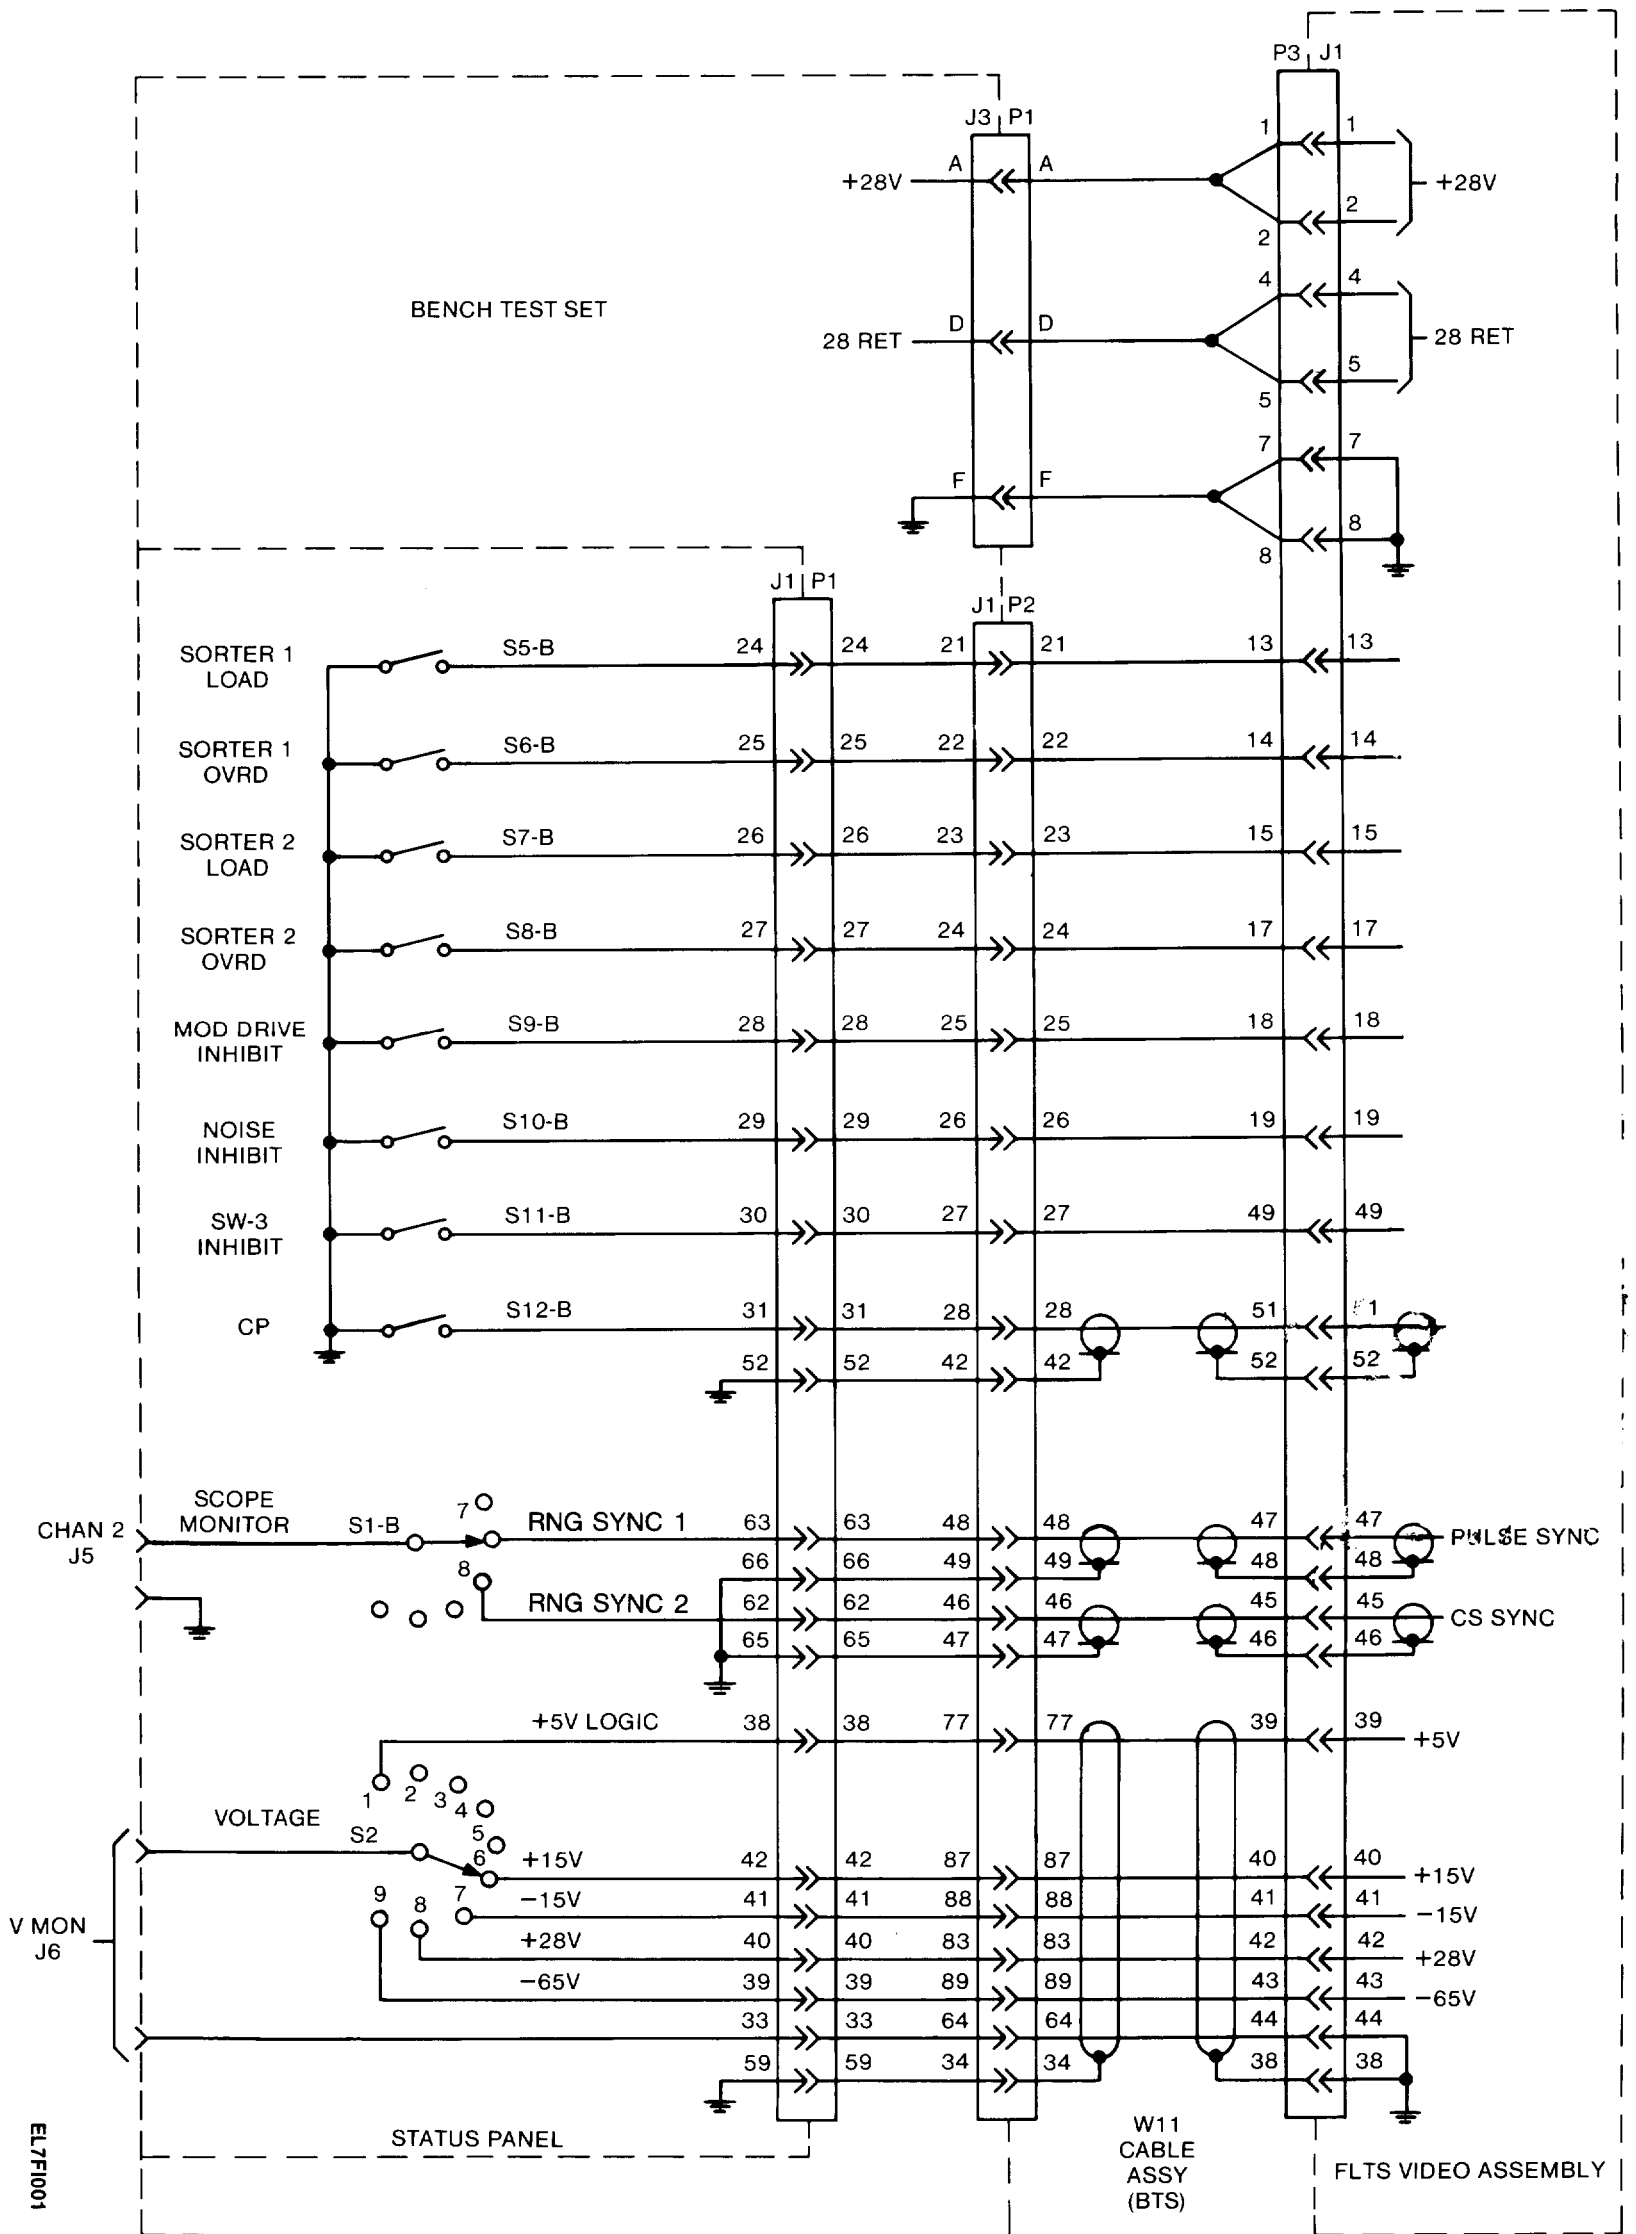 P3 J1
J3 P1
1 1
A A
+28V
+28V
2 2
4 4
BENCH TEST SET
D D
28 RET
28 RET
5 5
7 7
F F
8 8
J1 P1
J1 P2
SORTER 1
LOAD
S5-B 24 24 21 21 13 13
SORTER 1
OVRD
S6-B 25 25 22 22 14 14
SORTER 2
LOAD
S7-B 26 26 23 23 15 15
SORTER 2
OVRD
S8-B 27 27 24 24 17 17
MOD DRIVE
INHIBIT
S9-B 28 28 25 25 18 18
NOISE
INHIBIT
S10-B 29 29 26 26 19 19
SW-3
INHIBIT
S11-B 30 30 27 27 49 49
CP
S12-B 31 31 28 28 51
52 52 42 42 52 52
CHAN 2
J5
SCOPE
MONITOR
S1-B
7
RNG SYNC 1 63 63 48 48 47 47 PULSE SYNC
66 66 49 49 48 48
8
RNG SYNC 2 62 62 46 46 45 45 CS SYNC
65 65 47 47 46 46
+5V LOGIC 38 38 77 77 39 39 +5V
1 2 3 4 5 6 7 8 9
VOLTAGE
S2
V MON
J6
+15V 42 42 87 87 40 40 +15V
−15V 41 41 88 88 41 41 −15V
+28V 40 40 83 83 42 42 +28V
−65V 39 39 89 89 43 43 −65V
33 33 64 64 44 44
59 59 34 34 38 38
STATUS PANEL
W11
CABLE
ASSY
(BTS)
FLTS VIDEO ASSEMBLY
EL7FI001